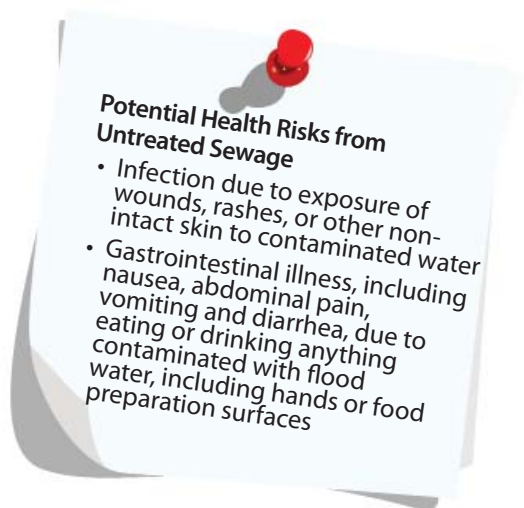 Potential Health Risks from
Untreated Sewage
• Infection due to exposure of
wounds, rashes, or other non-
intact skin to contaminated water
• Gastrointestinal illness, including
nausea, abdominal pain,
vomiting and diarrhea, due to
eating or drinking anything
contaminated with flood
water, including hands or food
preparation surfaces